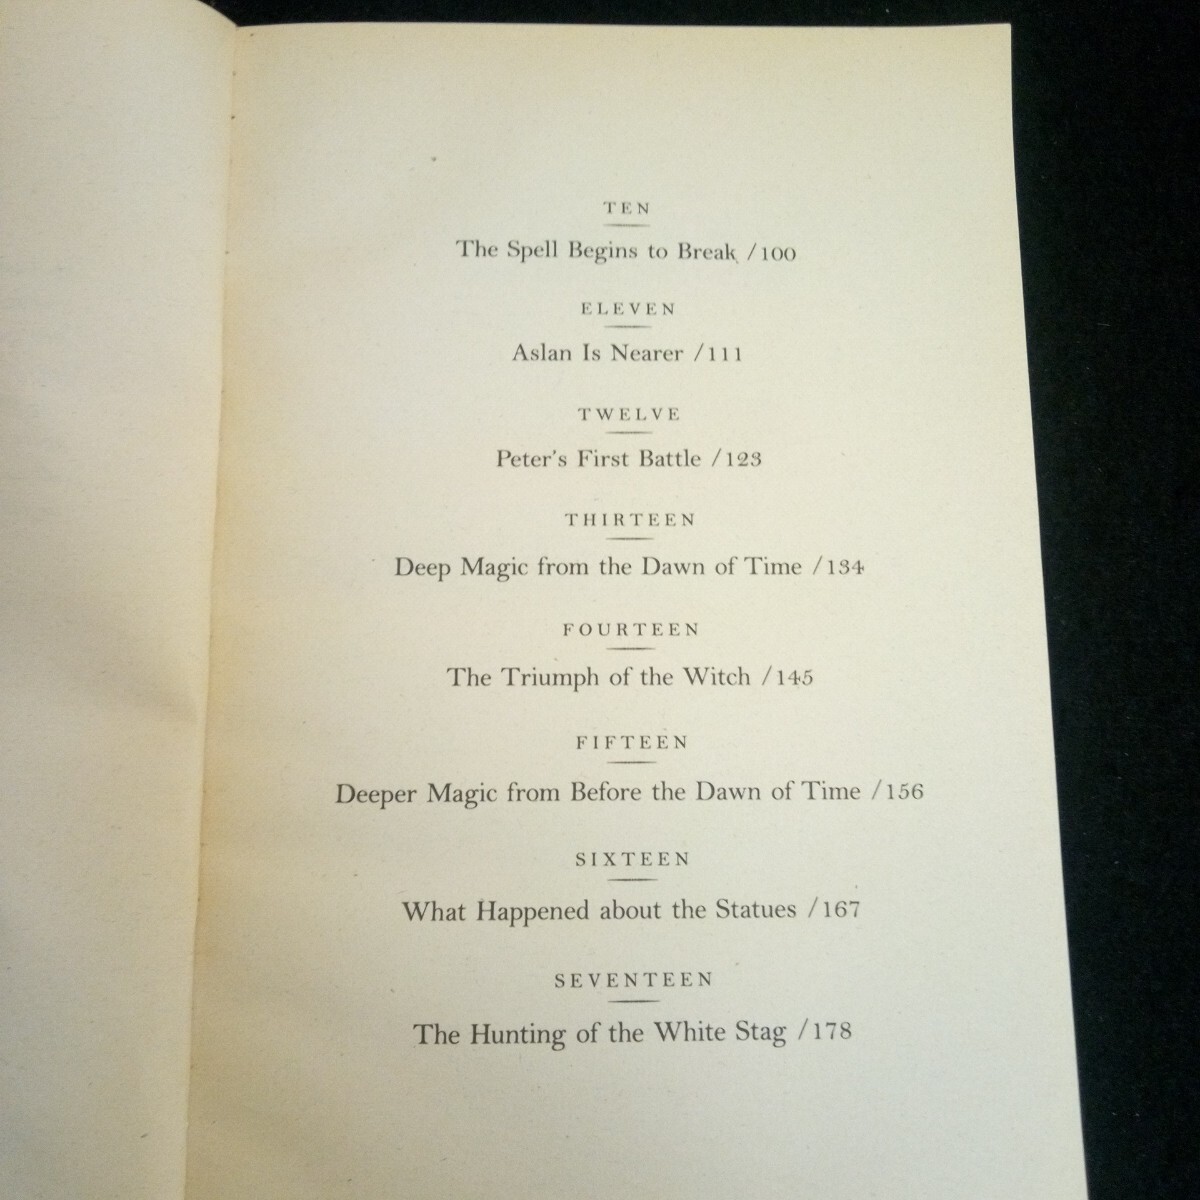 TEN
The Spell Begins to Break /100
ELEVEN
Aslan Is Nearer /111
TWELVE
Peter's First Battle /123
THIRTEEN
Deep Magic from the Dawn of Time /134
FOURTEEN
The Triumph of the Witch /145
FIFTEEN
Deeper Magic from Before the Dawn of Time /156
SIXTEEN
What Happened about the Statues /167
SEVENTEEN
The Hunting of the White Stag /178